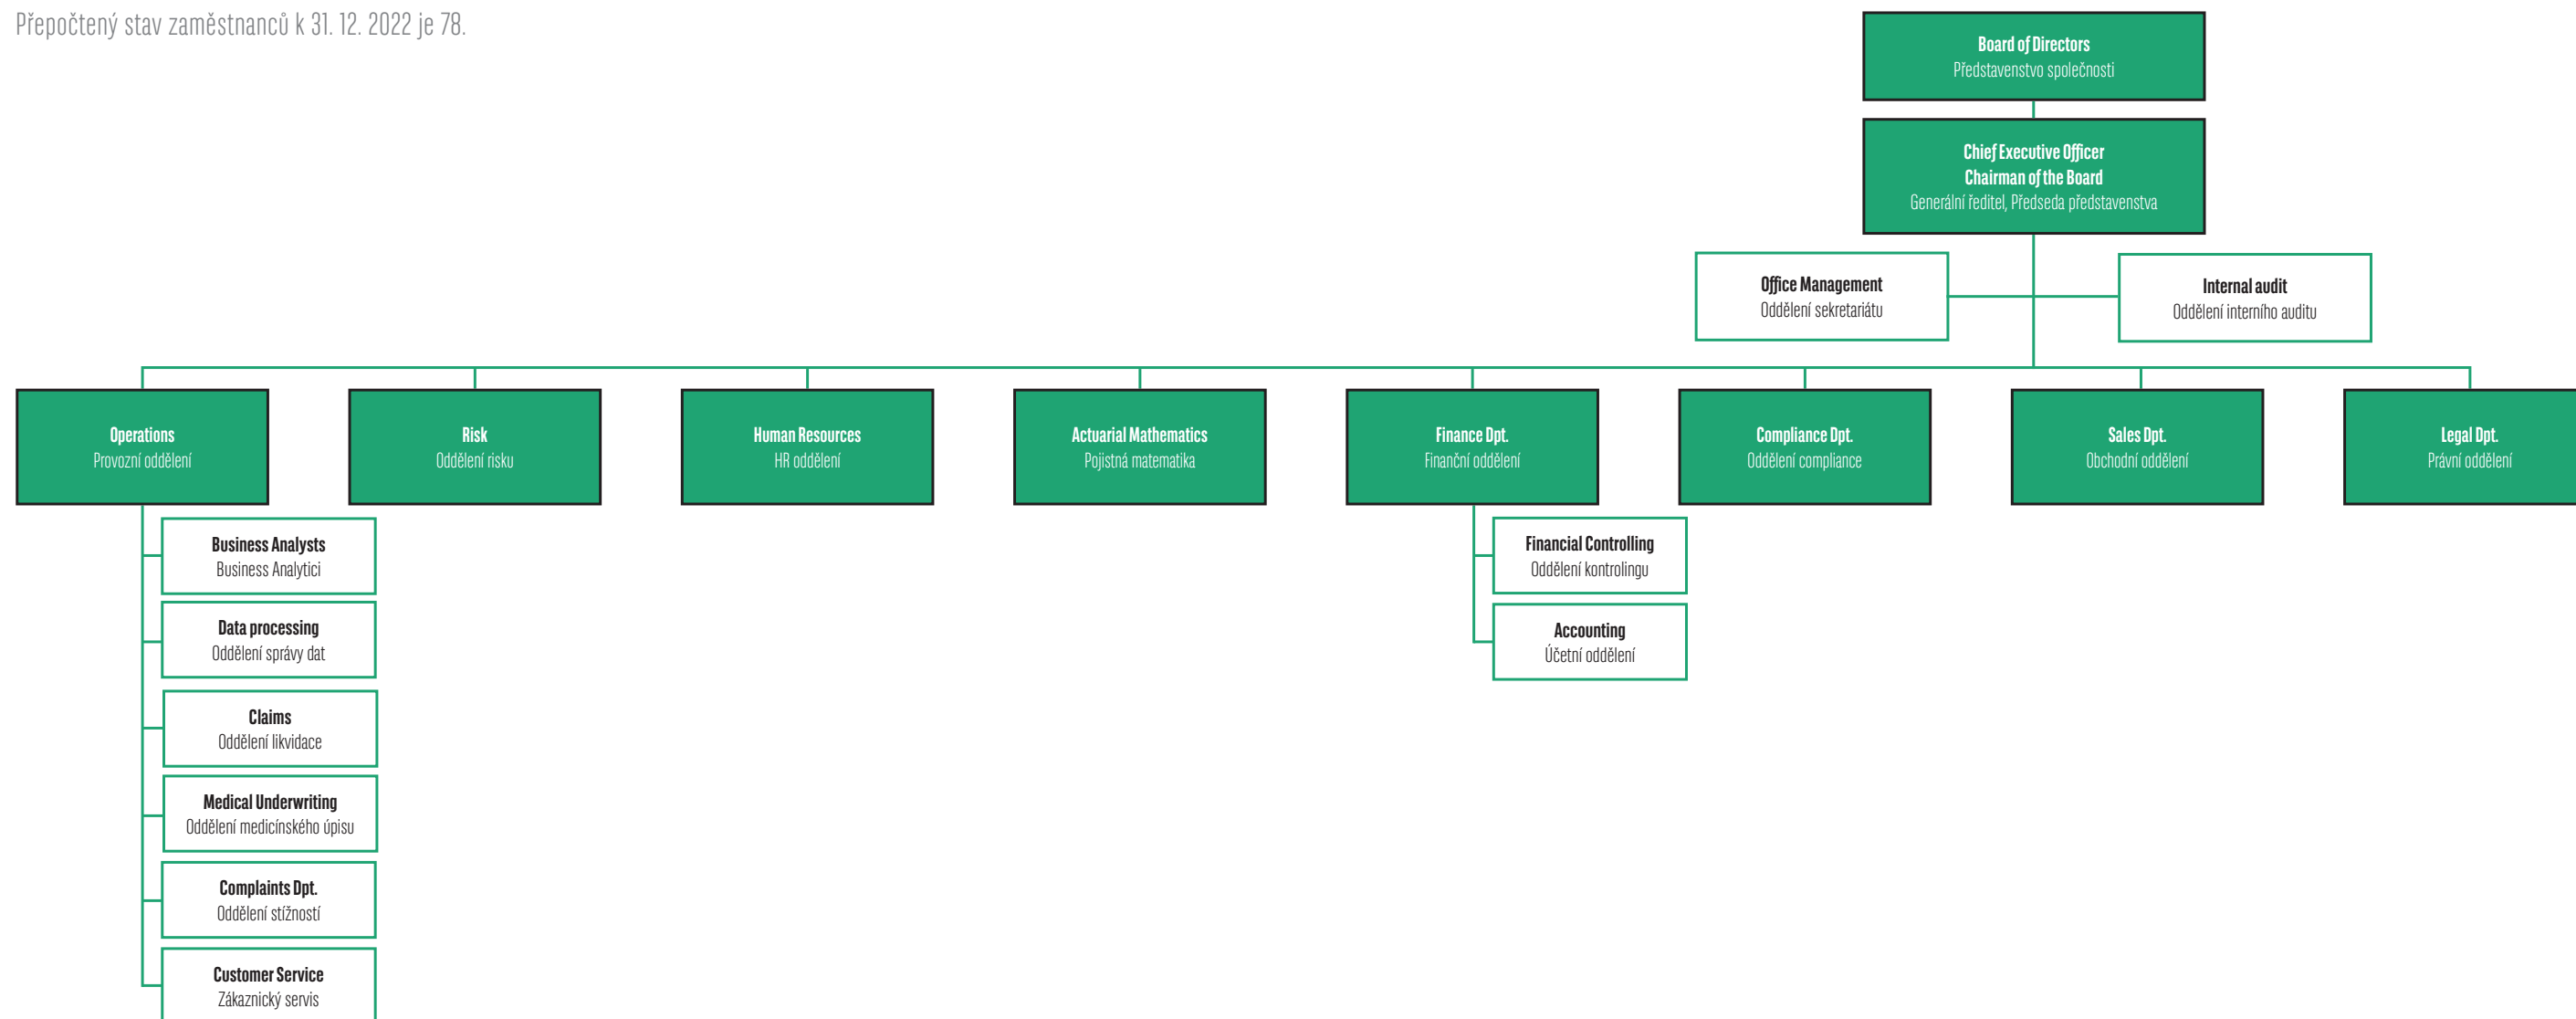 Přepočtený stav zaměstnanců k 31. 12. 2022 je 78.
Board of Directors
Představenstvo společnosti
Chief Executive Officer
Chairman of the Board
Generální ředitel, Předseda představenstva
Office Management
Oddělení sekretariátu
Internal audit
Oddělení interního auditu
Operations
Provozní oddělení
Risk
Oddělení risku
Human Resources
HR oddělení
Actuarial Mathematics
Pojistná matematika
Finance Dpt.
Finanční oddělení
Compliance Dpt.
Oddělení compliance
Sales Dpt.
Obchodní oddělení
Legal Dpt.
Právní oddělení
Business Analysts
Business Analytici
Data processing
Oddělení správy dat
Claims
Oddělení likvidace
Medical Underwriting
Oddělení medicínského úpisu
Complaints Dpt.
Oddělení stížností
Customer Service
Zákaznický servis
Financial Controlling
Oddělení kontrolingu
Accounting
Účetní oddělení